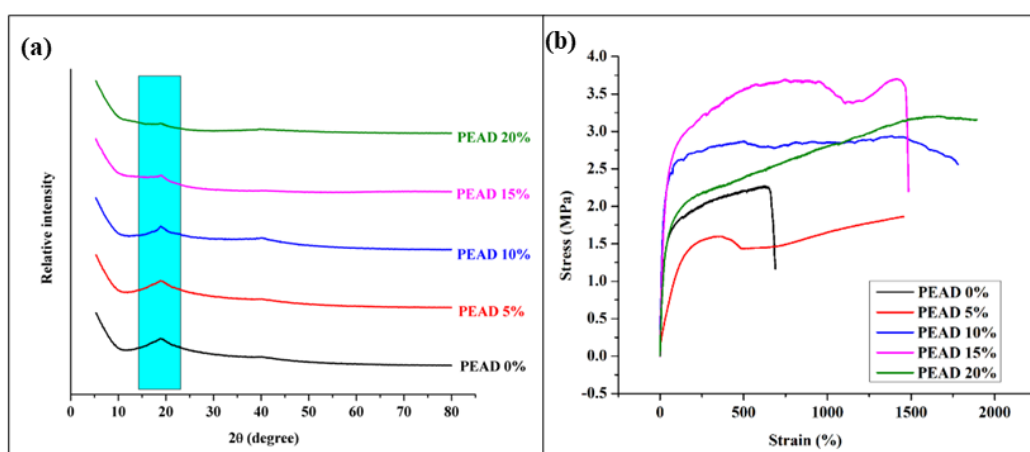 (a)
Relative intensity
PEAD 20%
PEAD 15%
PEAD 10%
PEAD 5%
PEAD 0%
0 10 20 30 40 50 60 70 80
2θ (degree)
(b)
Stress (MPa)
4.0
3.5
3.0
2.5
2.0
1.5
1.0
0.5
0.0
-0.5
PEAD 0%
PEAD 5%
PEAD 10%
PEAD 15%
PEAD 20%
0 500 1000 1500 2000
Strain (%)